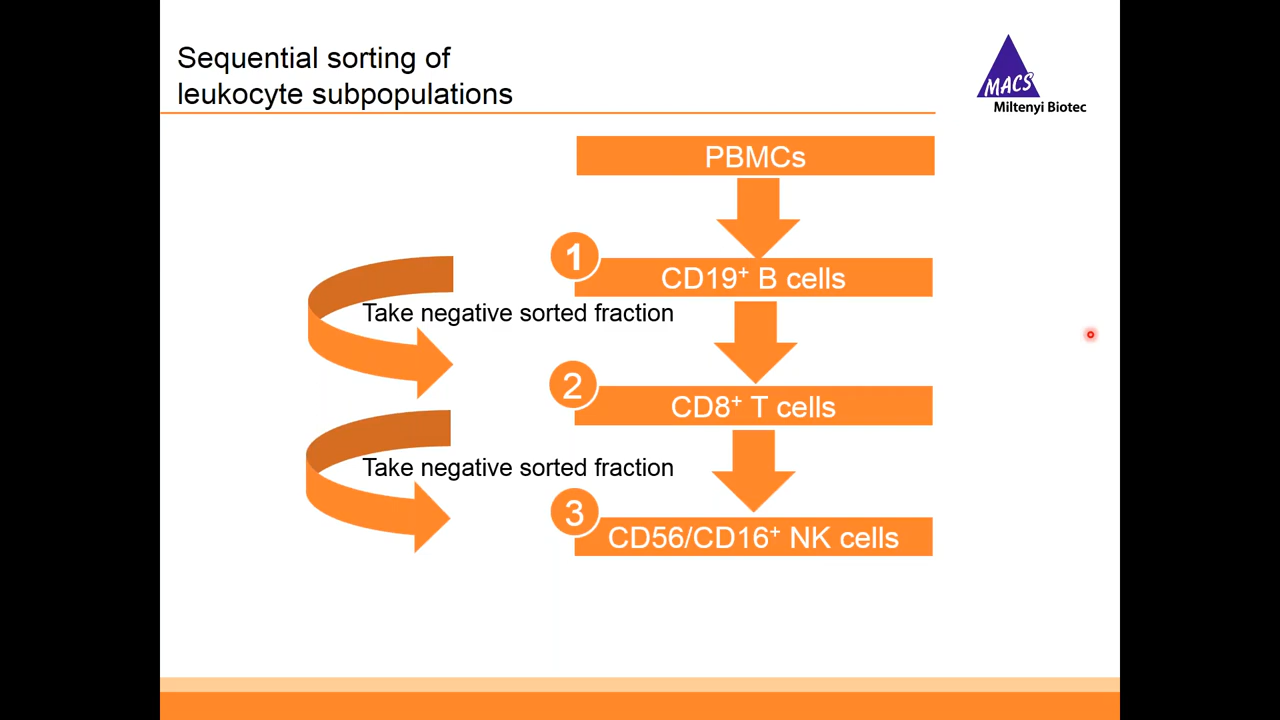 Sequential sorting of
leukocyte subpopulations
MACS
Miltenyi Biotec
PBMCs
1
CD19⁺ B cells
Take negative sorted fraction
2
CD8⁺ T cells
Take negative sorted fraction
3
CD56/CD16⁺ NK cells